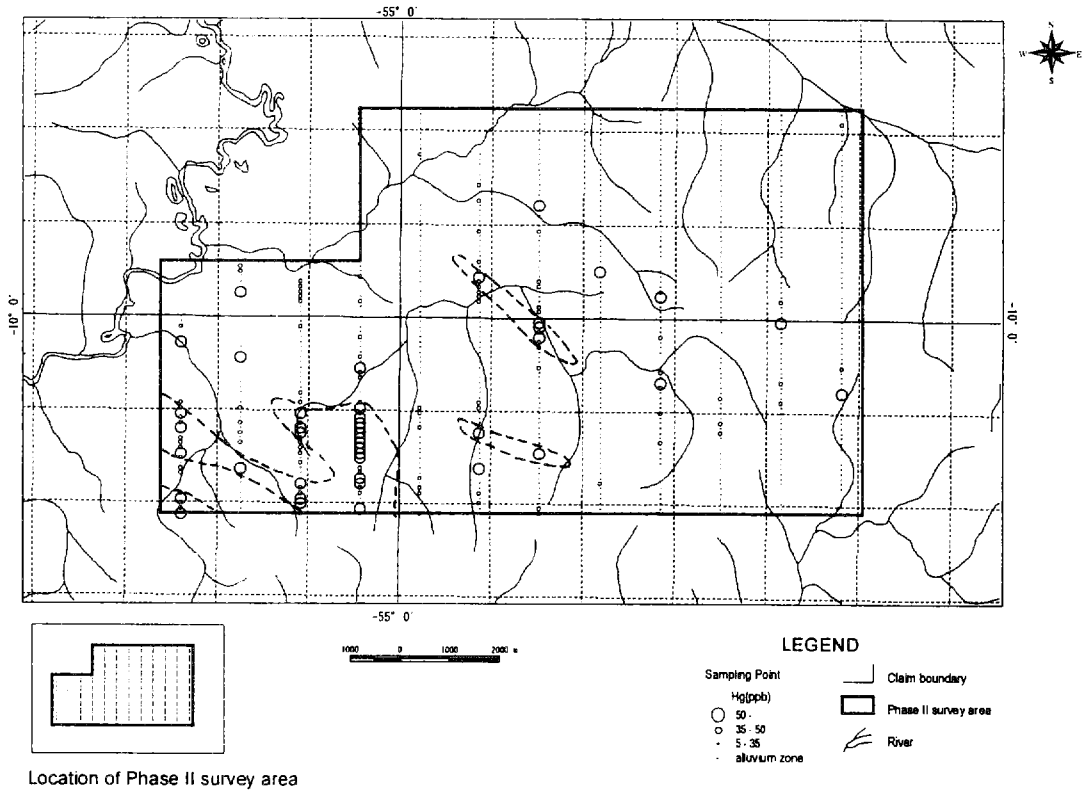 -55° 0'
N
W E
S
-10° 0'
-10° 0'
-55° 0'
1000 0 1000 2000 m
LEGEND
Sampling Point
Hg(ppb)
50 -
35 - 50
5 - 35
alluvium zone
Claim boundary
Phase II survey area
River
Location of Phase II survey area